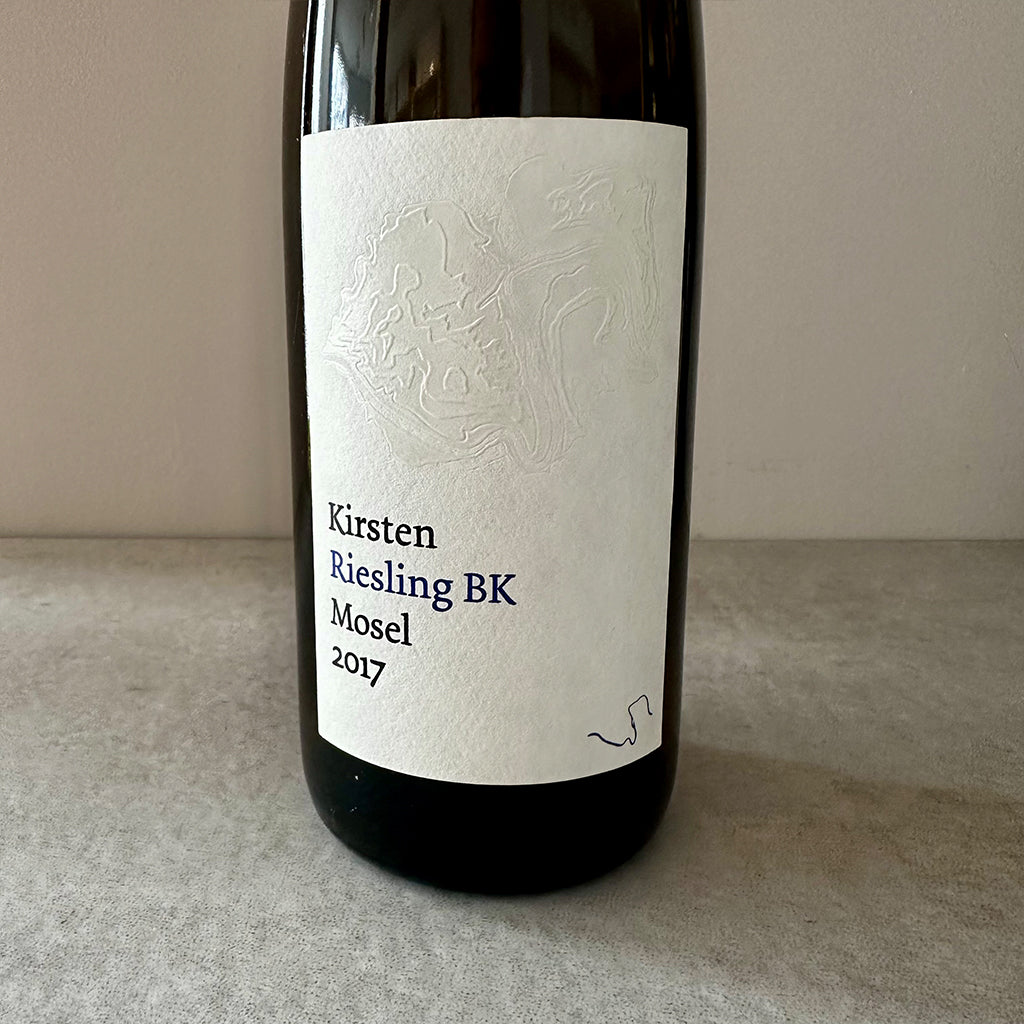 Kirsten
Riesling BK
Mosel
2017